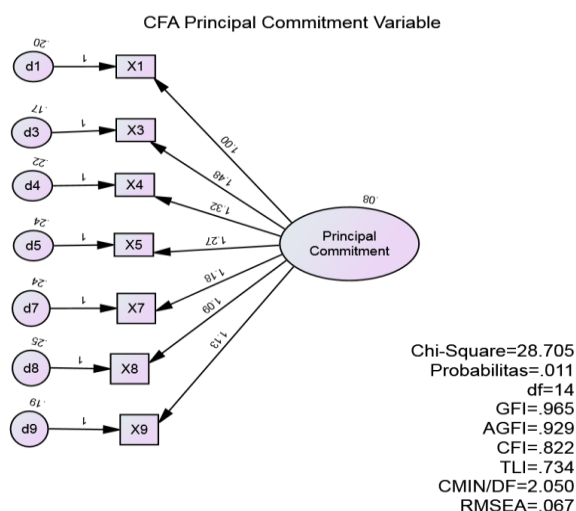 CFA Principal Commitment Variable
.20
d1
1
X1
1.00
.17
d3
1
X3
1.48
.22
d4
1
X4
1.32
.24
d5
1
X5
1.27
.24
d7
1
X7
1.18
.25
d8
1
X8
1.09
.19
d9
1
X9
1.13
.08
Principal
Commitment
Chi-Square=28.705
Probabilitas=.011
df=14
GFI=.965
AGFI=.929
CFI=.822
TLI=.734
CMIN/DF=2.050
RMSEA=.067